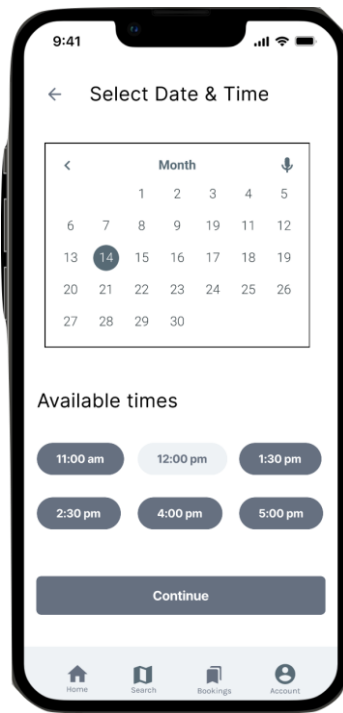 9:41
Select Date & Time
Month
1 2 3 4 5
6 7 8 9 19 11 12
13 14 15 16 17 18 19
20 21 22 23 24 25 26
27 28 29 30
Available times
11:00 am 12:00 pm 1:30 pm
2:30 pm 4:00 pm 5:00 pm
Continue
Home Search Bookings Account